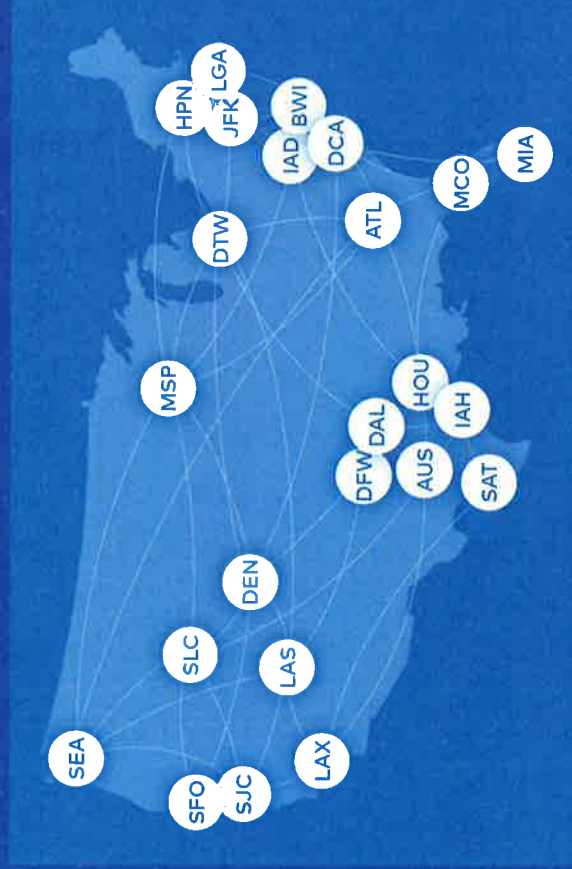 SEA
MSP
HPN
LGA
JFK
DTW
SLC
SFO
SJC
DEN
BWI
IAD
DCA
LAS
LAX
ATL
DAL
DFW
HOU
AUS
IAH
MCO
SAT
MIA